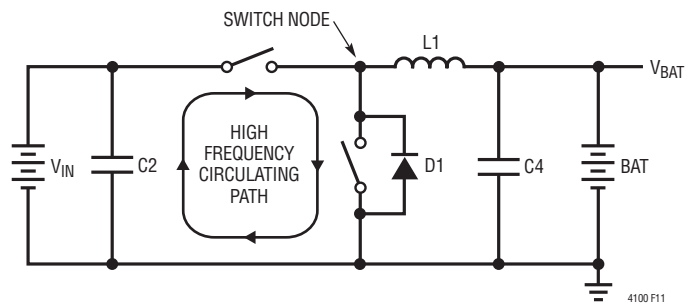 SWITCH NODE
L1
VBAT
VIN
C2
HIGH
FREQUENCY
CIRCULATING
PATH
D1
C4
BAT
4100 F11